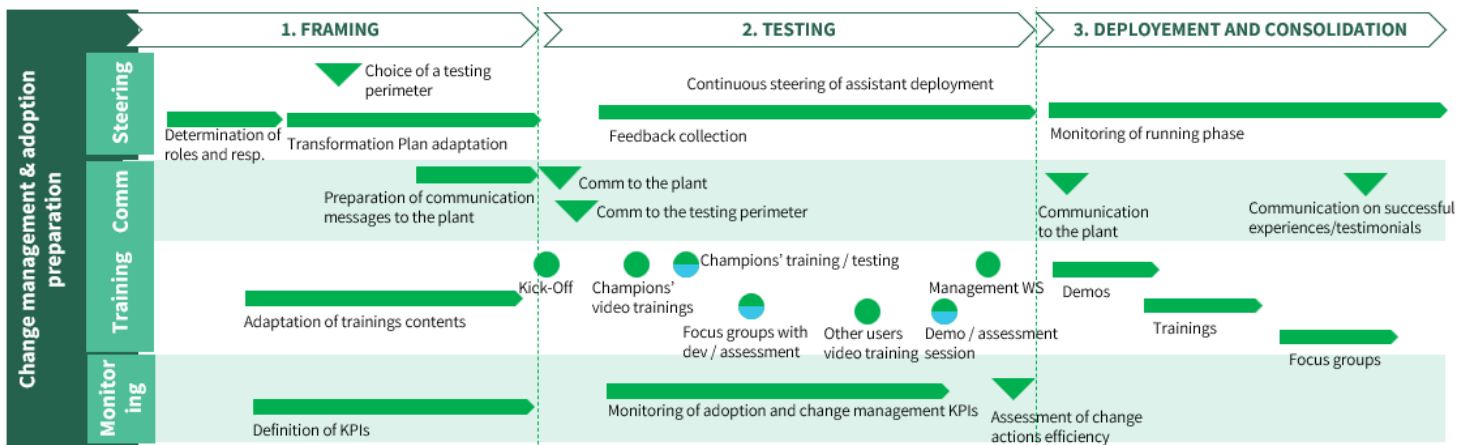 Change management & adoption
preparation
1. FRAMING
2. TESTING
3. DEPLOYEMENT AND CONSOLIDATION
Steering
Choice of a testing
perimeter
Determination of
roles and resp.
Transformation Plan adaptation
Continuous steering of assistant deployment
Feedback collection
Monitoring of running phase
Comm
Preparation of communication
messages to the plant
Comm to the plant
Comm to the testing perimeter
Communication
to the plant
Communication on successful
experiences/testimonials
Training
Adaptation of trainings contents
Kick-Off
Champions'
video trainings
Champions' training / testing
Focus groups with
dev / assessment
Other users
video training
Management WS
Demo / assessment
session
Demos
Trainings
Focus groups
Monitor
ing
Definition of KPIs
Monitoring of adoption and change management KPIs
Assessment of change
actions efficiency